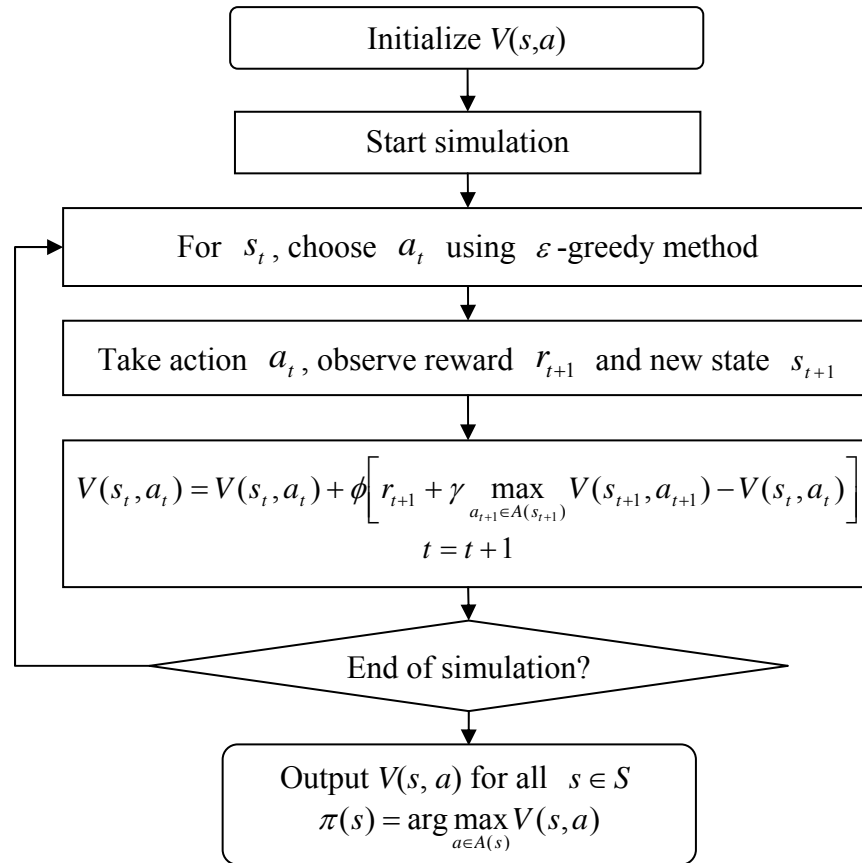 Initialize V(s,a)
Start simulation
For s_t, choose a_t using ε-greedy method
Take action a_t, observe reward r_{t+1} and new state s_{t+1}
V(s_t,a_t) = V(s_t,a_t) + ϕ[r_{t+1} + γ max_{a_{t+1}∈A(s_{t+1})} V(s_{t+1},a_{t+1}) − V(s_t,a_t)]
t = t+1
End of simulation?
Output V(s, a) for all s ∈ S
π(s) = arg max_{a∈A(s)} V(s,a)